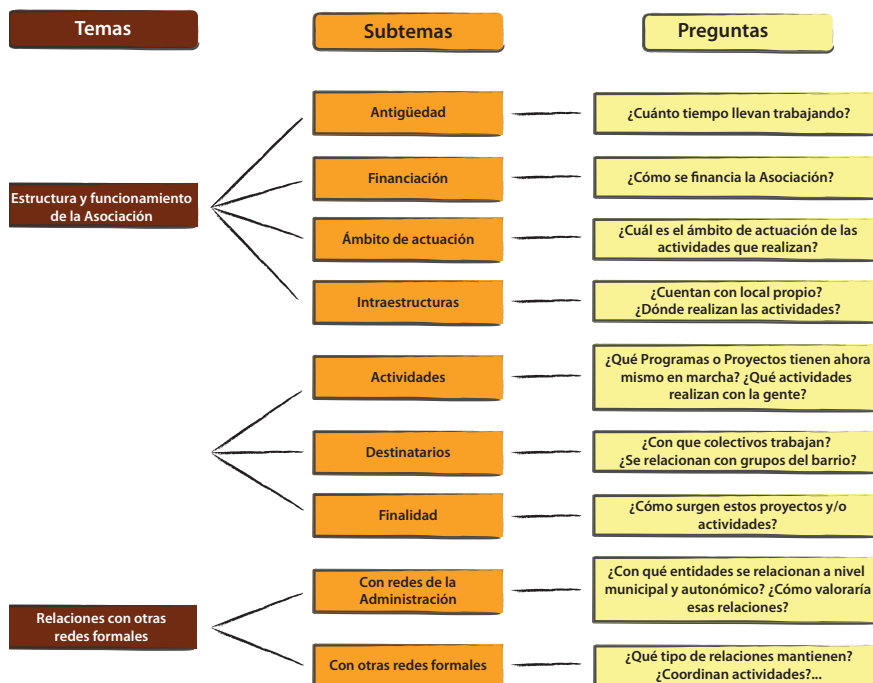 Temas
Subtemas
Preguntas
Estructura y funcionamiento
de la Asociación
Antigüedad
¿Cuánto tiempo llevan trabajando?
Financiación
¿Cómo se financia la Asociación?
Ámbito de actuación
¿Cuál es el ámbito de actuación de las
actividades que realizan?
Intraestructuras
¿Cuentan con local propio?
¿Dónde realizan las actividades?
Actividades
¿Qué Programas o Proyectos tienen ahora
mismo en marcha? ¿Qué actividades
realizan con la gente?
Destinatarios
¿Con que colectivos trabajan?
¿Se relacionan con grupos del barrio?
Finalidad
¿Cómo surgen estos proyectos y/o
actividades?
Relaciones con otras
redes formales
Con redes de la
Administración
¿Con qué entidades se relacionan a nivel
municipal y autonómico? ¿Cómo valoraría
esas relaciones?
Con otras redes formales
¿Qué tipo de relaciones mantienen?
¿Coordinan actividades?...